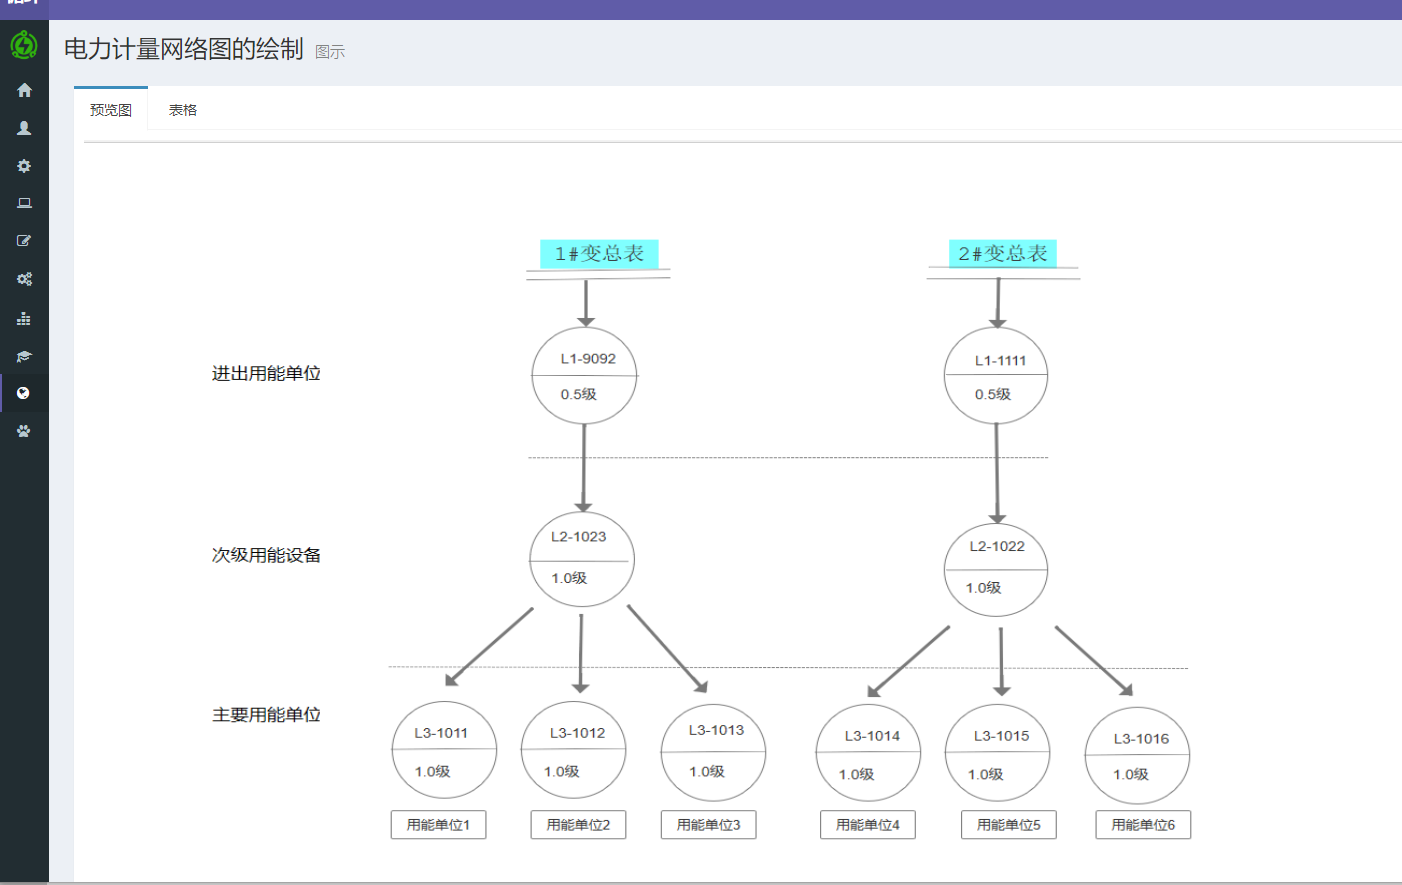 电力计量网络图的绘制 图示
预览图 表格
1#变总表 2#变总表
进出用能单位
L1-9092
0.5级
L1-1111
0.5级
次级用能设备
L2-1023
1.0级
L2-1022
1.0级
主要用能单位
L3-1011
1.0级
L3-1012
1.0级
L3-1013
1.0级
L3-1014
1.0级
L3-1015
1.0级
L3-1016
1.0级
用能单位1 用能单位2 用能单位3 用能单位4 用能单位5 用能单位6